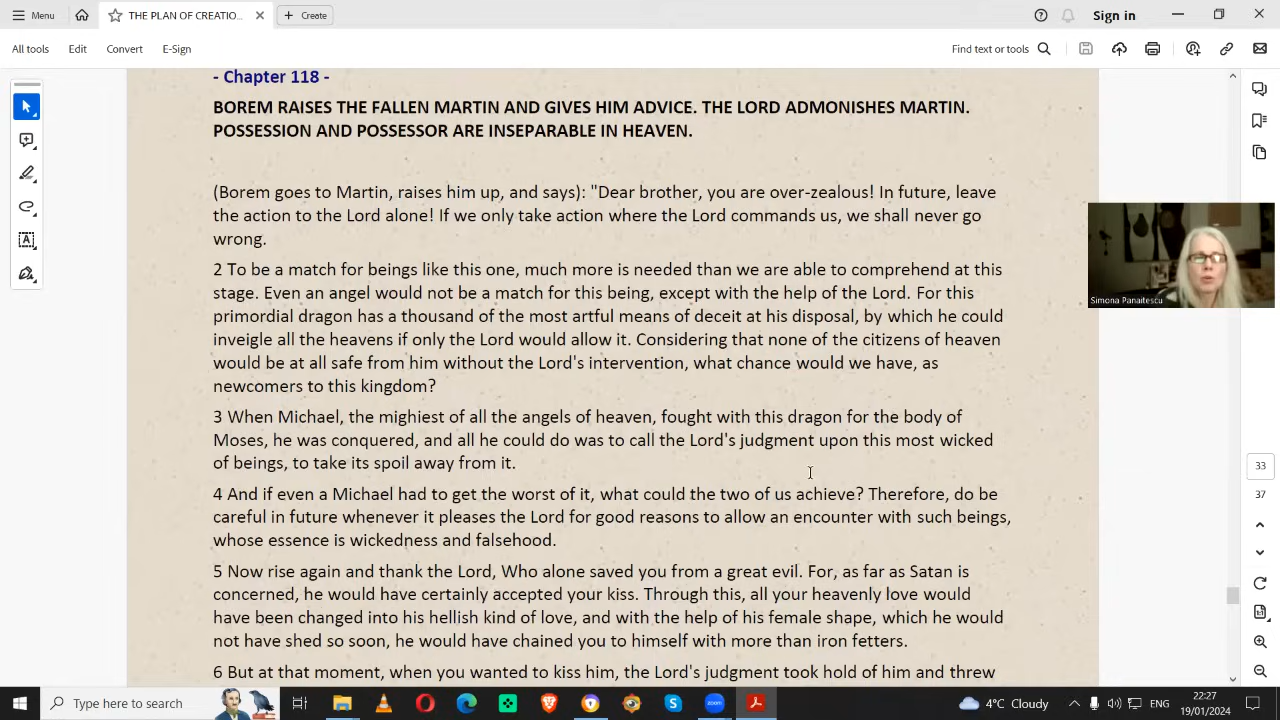 Menu
THE PLAN OF CREATIO...
Create
Sign in
All tools
Edit
Convert
E-Sign
Find text or tools
- Chapter 118 -
BOREM RAISES THE FALLEN MARTIN AND GIVES HIM ADVICE. THE LORD ADMONISHES MARTIN.
POSSESSION AND POSSESSOR ARE INSEPARABLE IN HEAVEN.
(Borem goes to Martin, raises him up, and says): "Dear brother, you are over-zealous! In future, leave
the action to the Lord alone! If we only take action where the Lord commands us, we shall never go
wrong.
2 To be a match for beings like this one, much more is needed than we are able to comprehend at this
stage. Even an angel would not be a match for this being, except with the help of the Lord. For this
primordial dragon has a thousand of the most artful means of deceit at his disposal, by which he could
inveigle all the heavens if only the Lord would allow it. Considering that none of the citizens of heaven
would be at all safe from him without the Lord's intervention, what chance would we have, as
newcomers to this kingdom?
3 When Michael, the mighiest of all the angels of heaven, fought with this dragon for the body of
Moses, he was conquered, and all he could do was to call the Lord's judgment upon this most wicked
of beings, to take its spoil away from it.
4 And if even a Michael had to get the worst of it, what could the two of us achieve? Therefore, do be
careful in future whenever it pleases the Lord for good reasons to allow an encounter with such beings,
whose essence is wickedness and falsehood.
5 Now rise again and thank the Lord, Who alone saved you from a great evil. For, as far as Satan is
concerned, he would have certainly accepted your kiss. Through this, all your heavenly love would
have been changed into his hellish kind of love, and with the help of his female shape, which he would
not have shed so soon, he would have chained you to himself with more than iron fetters.
6 But at that moment, when you wanted to kiss him, the Lord's judgment took hold of him and threw
Simona Panaitescu
33
37
Type here to search
zoom
4°C Cloudy
ENG
22:27
19/01/2024